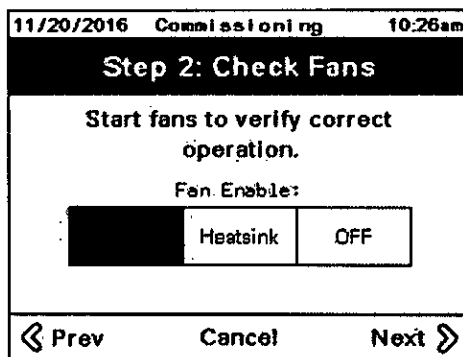 11/20/2016 Commissioning 10:26am
Step 2: Check Fans
Start fans to verify correct
operation.
Fan Enable:
Heatsink OFF
Prev Cancel Next